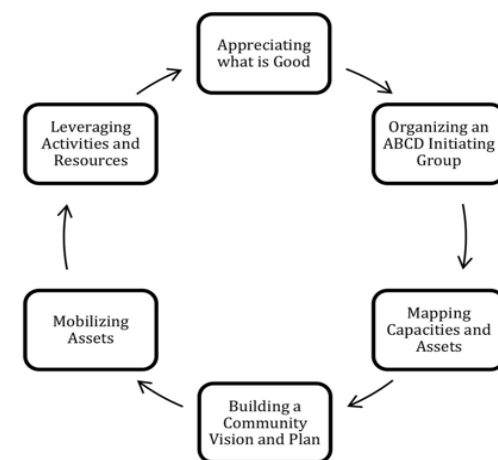 Appreciating
what is Good
Organizing an
ABCD Initiating
Group
Mapping
Capacities and
Assets
Building a
Community
Vision and Plan
Mobilizing
Assets
Leveraging
Activities and
Resources